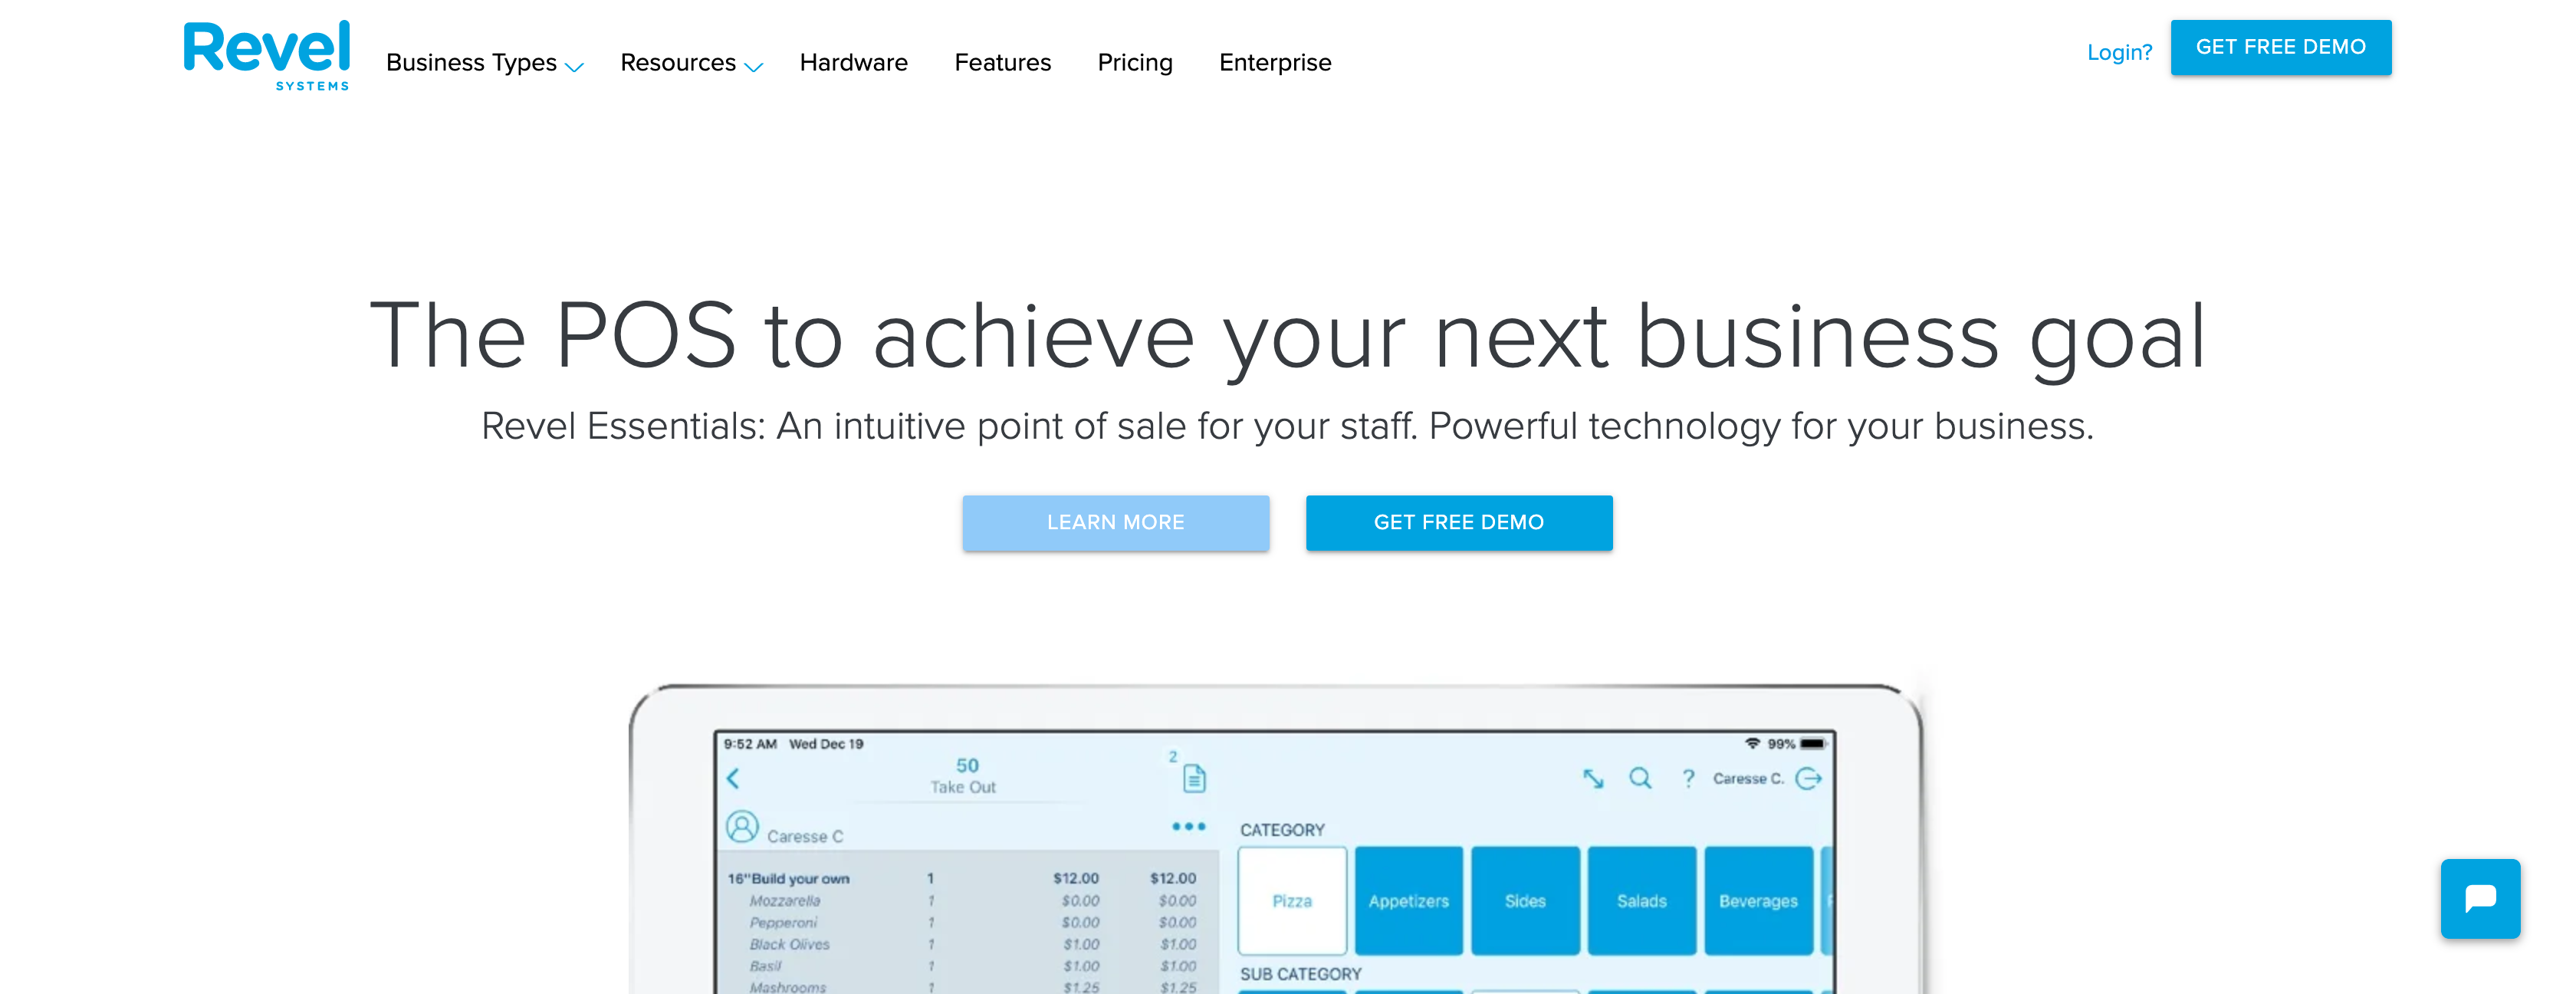 Revel
SYSTEMS
Business Types
Resources
Hardware
Features
Pricing
Enterprise
Login?
GET FREE DEMO
The POS to achieve your next business goal
Revel Essentials: An intuitive point of sale for your staff. Powerful technology for your business.
LEARN MORE
GET FREE DEMO
9:52 AM Wed Dec 19
99%
50
Take Out
2
?
Caresse C.
Caresse C
16"Build your own 1 $12.00 $12.00
Mozzarella 1 $0.00 $0.00
Pepperoni 1 $0.00 $0.00
Black Olives 1 $1.00 $1.00
Basil 1 $1.00 $1.00
Mashrooms 1 $1.25 $1.25
CATEGORY
Pizza
Appetizers
Sides
Salads
Beverages
SUB CATEGORY